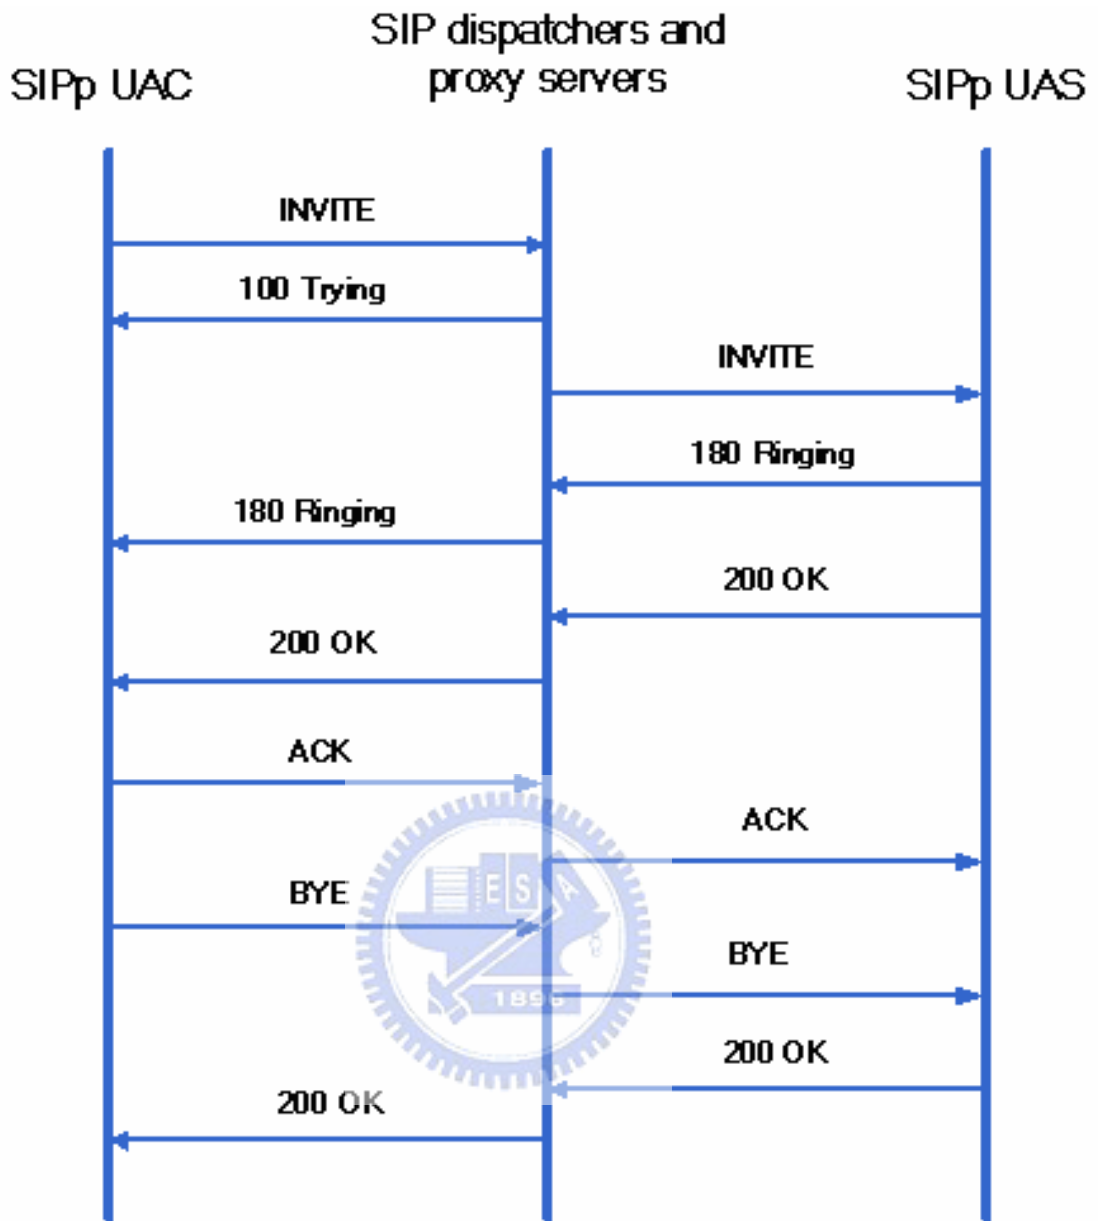 SIP dispatchers and
proxy servers
SIPp UAC
SIPp UAS
INVITE
100 Trying
INVITE
180 Ringing
180 Ringing
200 OK
200 OK
ACK
ACK
E S A
BYE
BYE
1896
200 OK
200 OK